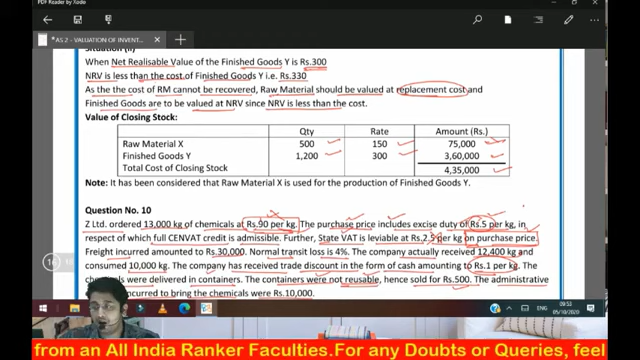 PDF Reader by Xodo
*AS 2 - VALUATION OF INVENT
Situation (ii)
When Net Realisable Value of the Finished Goods Y is Rs.300
NRV is less than the cost of Finished Goods Y i.e. Rs.330
As the the cost of RM cannot be recovered, Raw Material should be valued at replacement cost and
Finished Goods are to be valued at NRV since NRV is less than the cost.
Value of Closing Stock:
Qty Rate Amount (Rs.)
Raw Material X 500 150 75,000
Finished Goods Y 1,200 300 3,60,000
Total Cost of Closing Stock 4,35,000
Note: It has been considered that Raw Material X is used for the production of Finished Goods Y.
Question No. 10
Z Ltd. ordered 13,000 kg of chemicals at Rs.90 per kg. The purchase price includes excise duty of Rs.5 per kg, in
respect of which full CENVAT credit is admissible. Further, State VAT is leviable at Rs.2.5 per kg on purchase price.
Freight incurred amounted to Rs.30,000. Normal transit loss is 4%. The company actually received 12,400 kg and
consumed 10,000 kg. The company has received trade discount in the form of cash amounting to Rs.1 per kg. The
chemicals were delivered in containers. The containers were not reusable, hence sold for Rs.500. The administrative
occurred to bring the chemicals were Rs.10,000.
ENG
09:53
05/18/2020
from an All India Ranker Faculties.For any Doubts or Queries, feel